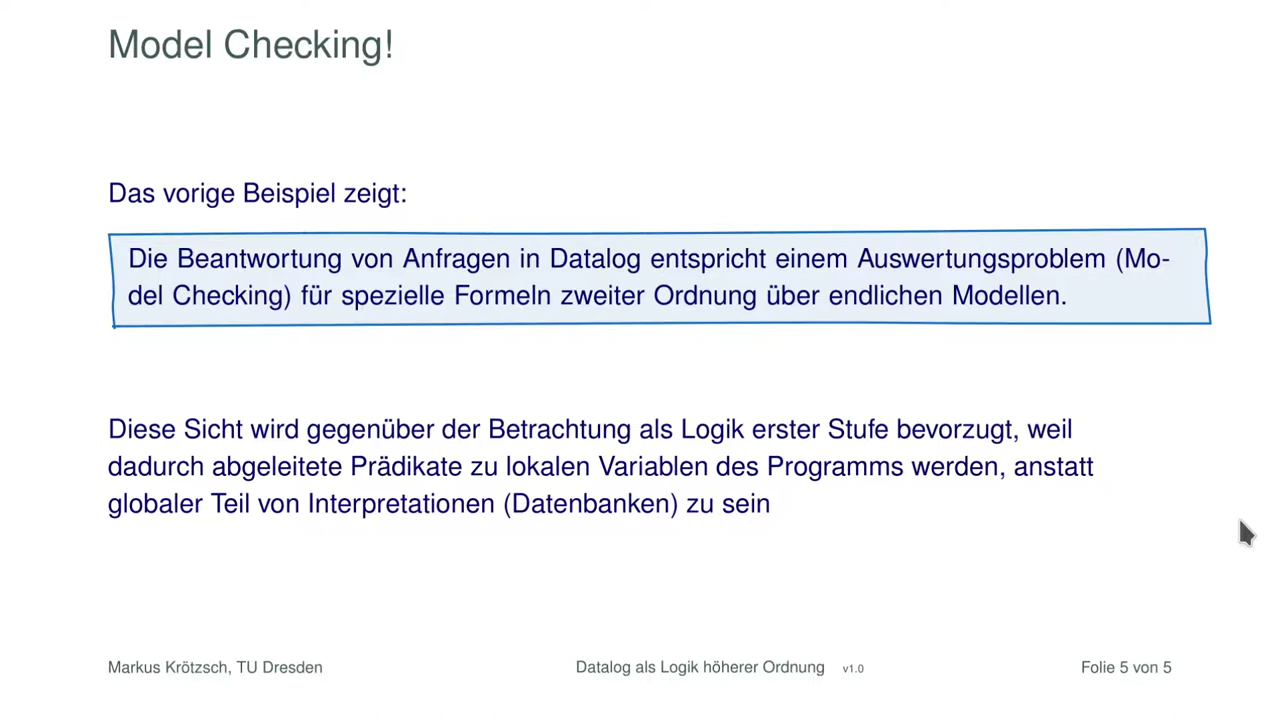 Model Checking!
Das vorige Beispiel zeigt:
Die Beantwortung von Anfragen in Datalog entspricht einem Auswertungsproblem (Mo-
del Checking) für spezielle Formeln zweiter Ordnung über endlichen Modellen.
Diese Sicht wird gegenüber der Betrachtung als Logik erster Stufe bevorzugt, weil
dadurch abgeleitete Prädikate zu lokalen Variablen des Programms werden, anstatt
globaler Teil von Interpretationen (Datenbanken) zu sein
Markus Krötzsch, TU Dresden Datalog als Logik höherer Ordnung v1.0 Folie 5 von 5